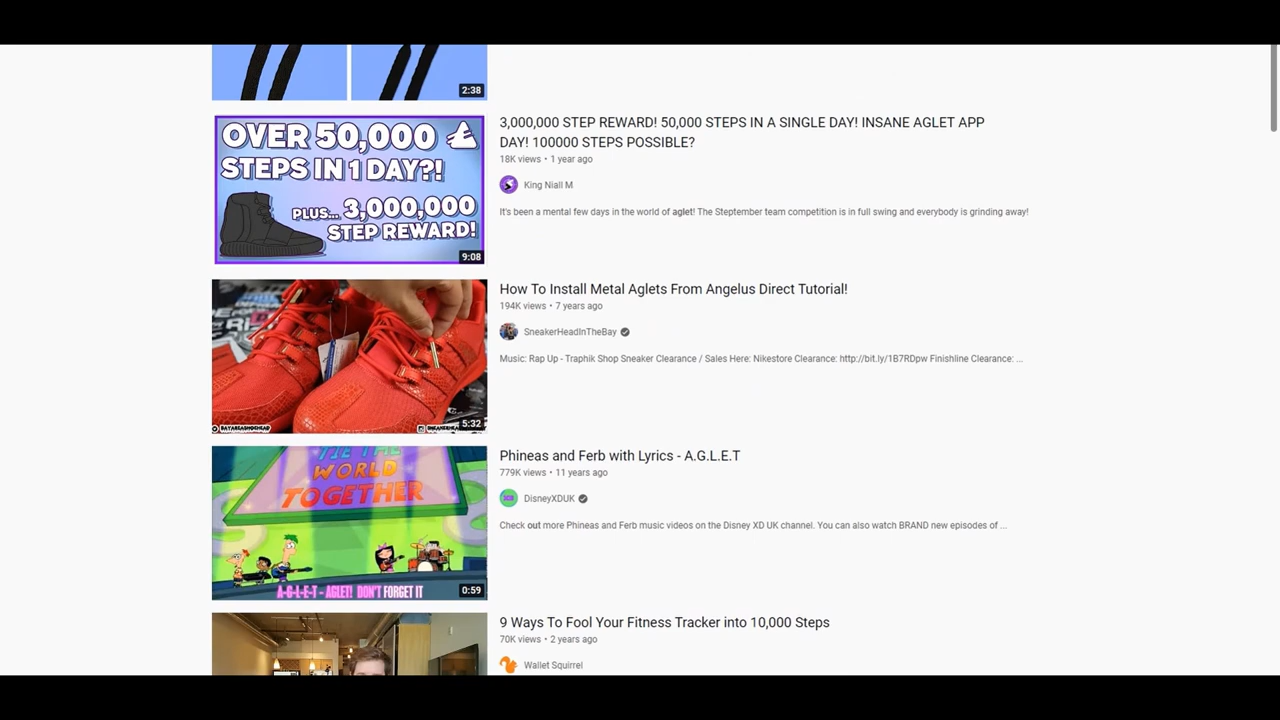 2:38
OVER 50,000
STEPS IN 1 DAY?!
PLUS... 3,000,000
STEP REWARD!
9:08
3,000,000 STEP REWARD! 50,000 STEPS IN A SINGLE DAY! INSANE AGLET APP
DAY! 100000 STEPS POSSIBLE?
18K views • 1 year ago
King Niall M
It's been a mental few days in the world of aglet! The Steptember team competition is in full swing and everybody is grinding away!
5:32
How To Install Metal Aglets From Angelus Direct Tutorial!
194K views • 7 years ago
SneakerHeadInTheBay
Music: Rap Up - Traphik Shop Sneaker Clearance / Sales Here: Nikestore Clearance: http://bit.ly/1B7RDpw Finishline Clearance: ...
TIE THE
WORLD
TOGETHER
A-G-L-E-T - AGLET! DON'T FORGET IT
0:59
Phineas and Ferb with Lyrics - A.G.L.E.T
779K views • 11 years ago
DisneyXDUK
Check out more Phineas and Ferb music videos on the Disney XD UK channel. You can also watch BRAND new episodes of ...
9 Ways To Fool Your Fitness Tracker into 10,000 Steps
70K views • 2 years ago
Wallet Squirrel